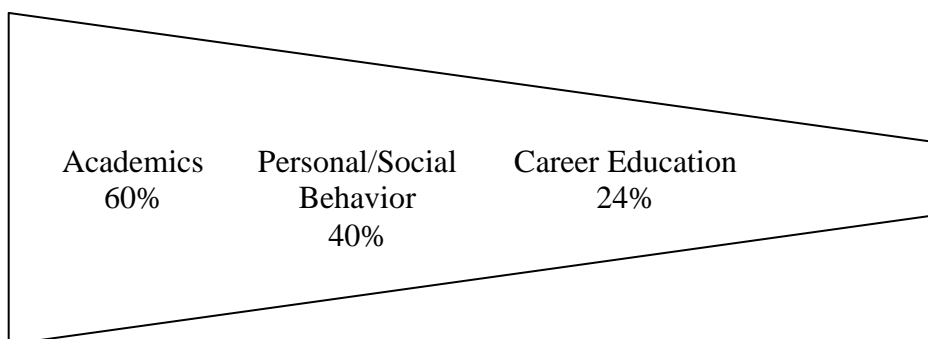 Academics
60%
Personal/Social
Behavior
40%
Career Education
24%